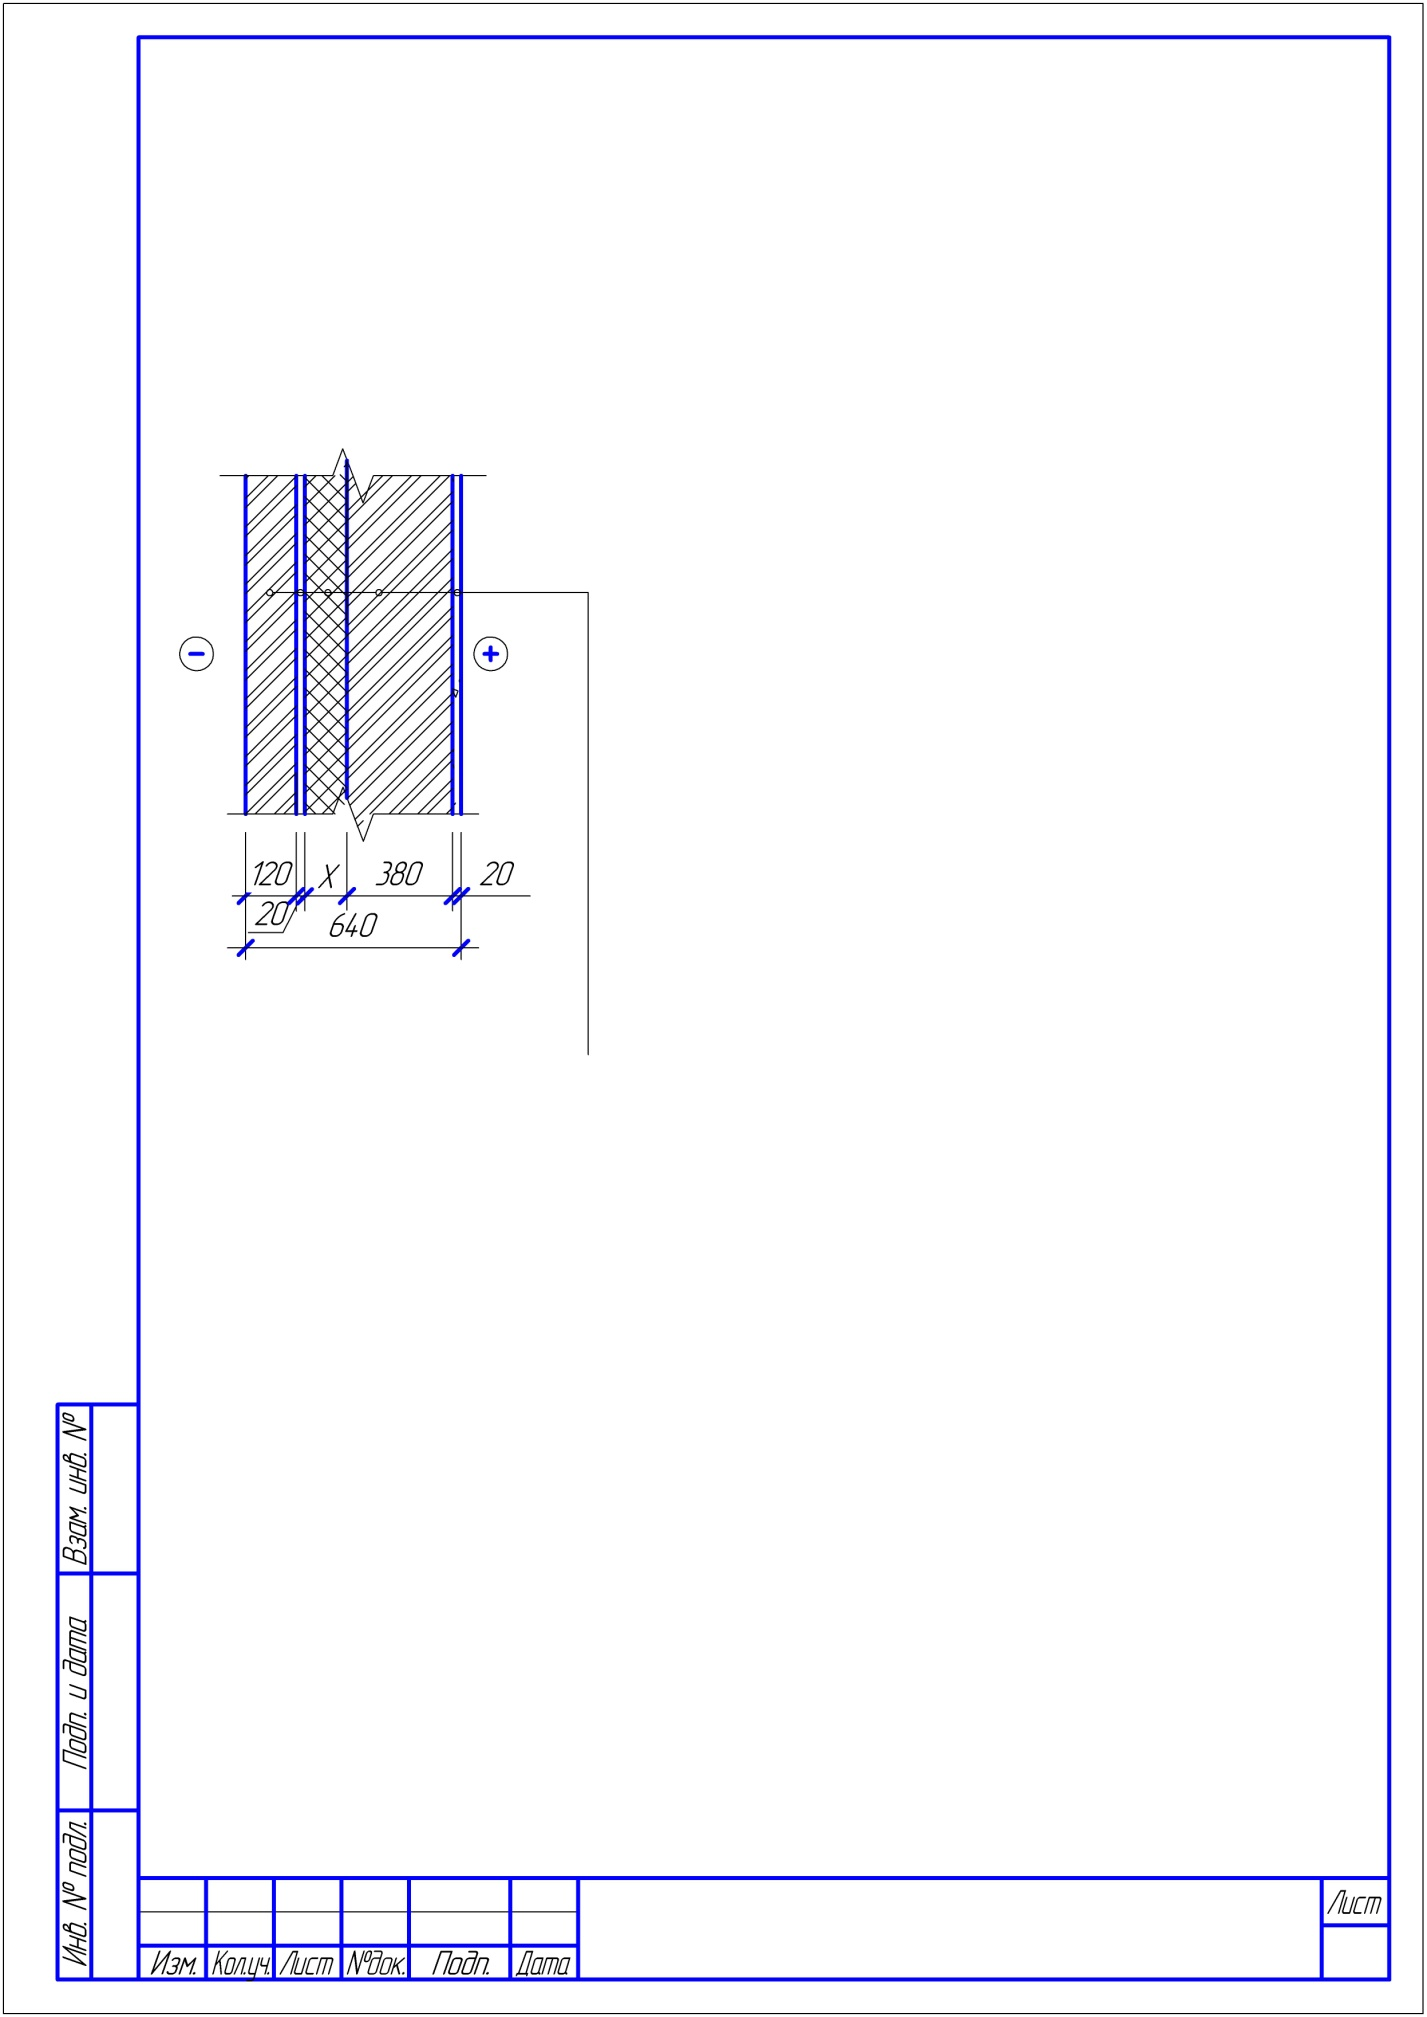 −
+
120
X
380
20
20
640
Взам. инв. №
Подп. и дата
Инв. № подл.
Изм. Кол.уч. Лист №док. Подп. Дата
Лист